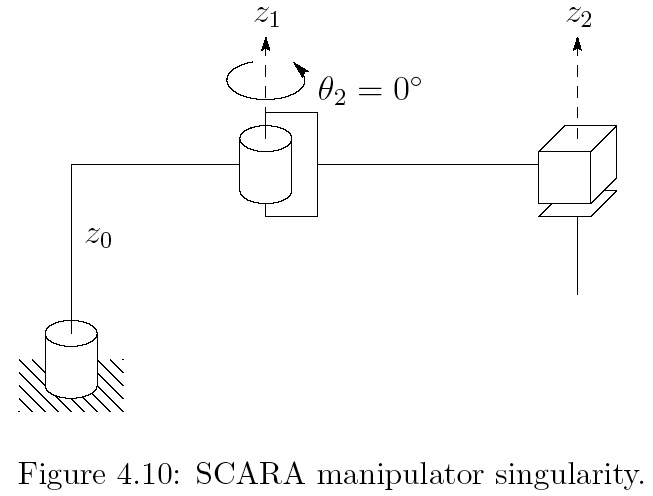 z₁
z₂
θ₂ = 0°
z₀
Figure 4.10: SCARA manipulator singularity.